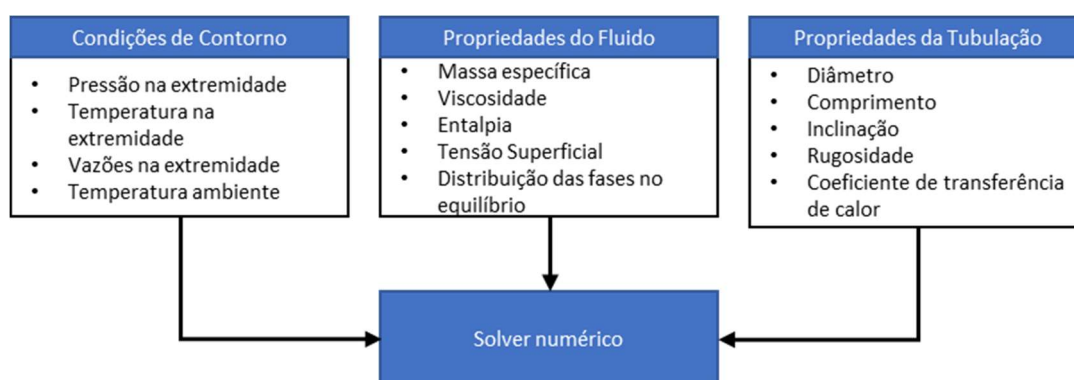 Condições de Contorno
• Pressão na extremidade
• Temperatura na
extremidade
• Vazões na extremidade
• Temperatura ambiente
Propriedades do Fluido
• Massa específica
• Viscosidade
• Entalpia
• Tensão Superficial
• Distribuição das fases no
equilíbrio
Propriedades da Tubulação
• Diâmetro
• Comprimento
• Inclinação
• Rugosidade
• Coeficiente de transferência
de calor
Solver numérico